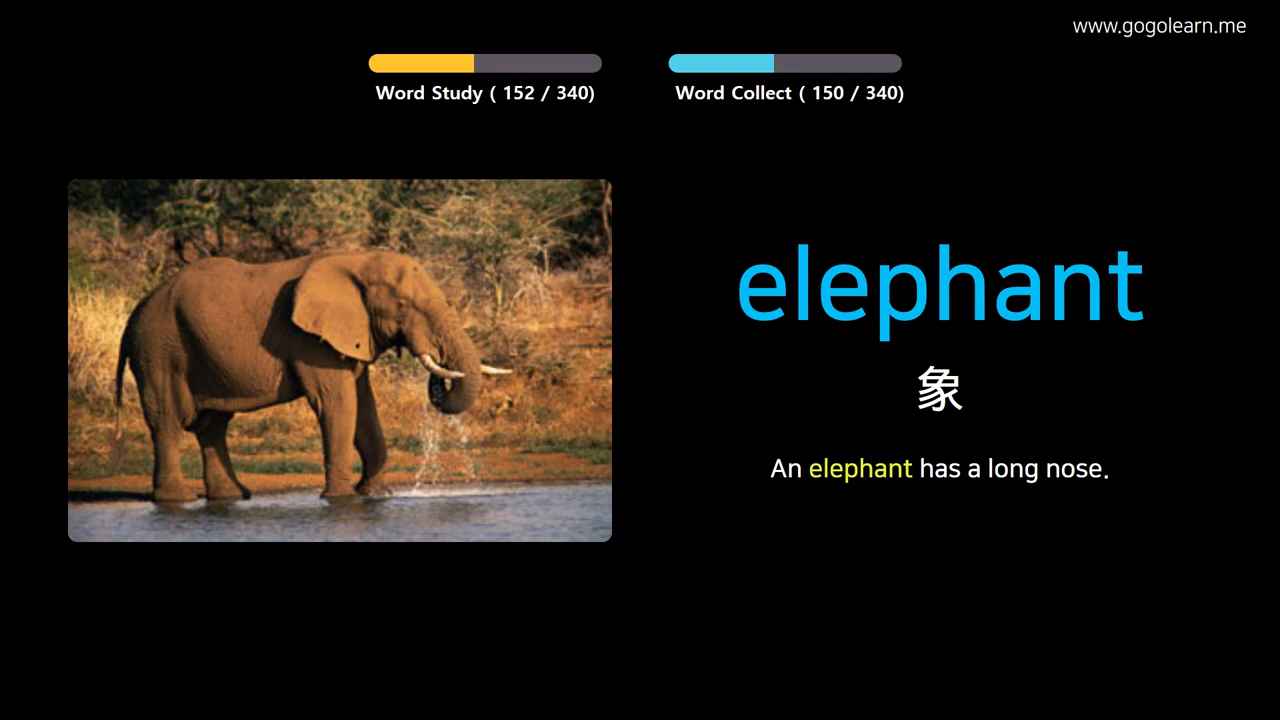 www.gogolearn.me
Word Study ( 152 / 340)
Word Collect ( 150 / 340)
elephant
象
An elephant has a long nose.